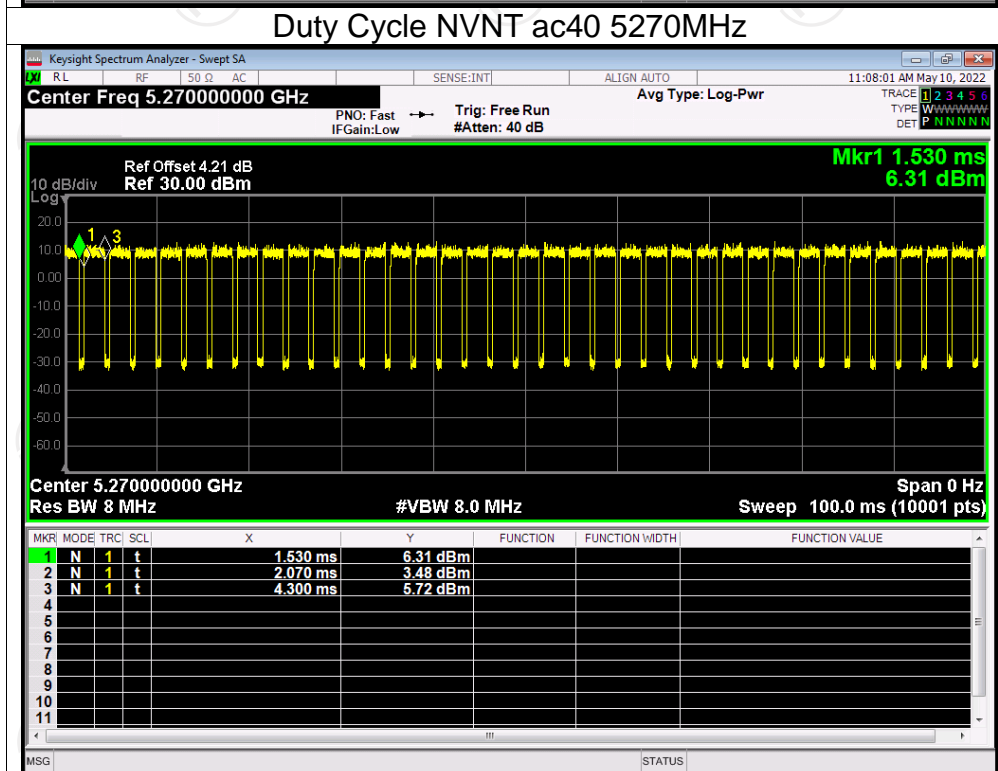 Duty Cycle NVNT ac40 5270MHz
Keysight Spectrum Analyzer - Swept SA
LXI RL RF 50 Ω AC SENSE:INT ALIGN AUTO 11:08:01 AM May 10, 2022
Center Freq 5.270000000 GHz Avg Type: Log-Pwr TRACE 1 2 3 4 5 6
PNO: Fast Trig: Free Run TYPE WWWWWW
IFGain:Low #Atten: 40 dB DET P N N N N N
Mkr1 1.530 ms
Ref Offset 4.21 dB
10 dB/div Ref 30.00 dBm 6.31 dBm
Log
20.0
1 3
10.0
0.00
-10.0
-20.0
-30.0
-40.0
-50.0
-60.0
Center 5.270000000 GHz Span 0 Hz
Res BW 8 MHz #VBW 8.0 MHz Sweep 100.0 ms (10001 pts)
MKR MODE TRC SCL X Y FUNCTION FUNCTION WIDTH FUNCTION VALUE
1 N 1 t 1.530 ms 6.31 dBm
2 N 1 t 2.070 ms 3.48 dBm
3 N 1 t 4.300 ms 5.72 dBm
4
5
6
7
8
9
10
11
MSG STATUS